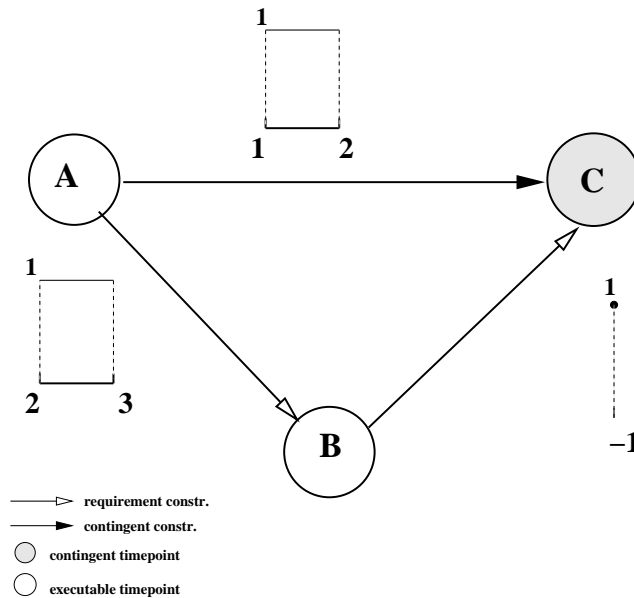 1
1 2
A
C
1
2 3
1
−1
B
requirement constr.
contingent constr.
contingent timepoint
executable timepoint